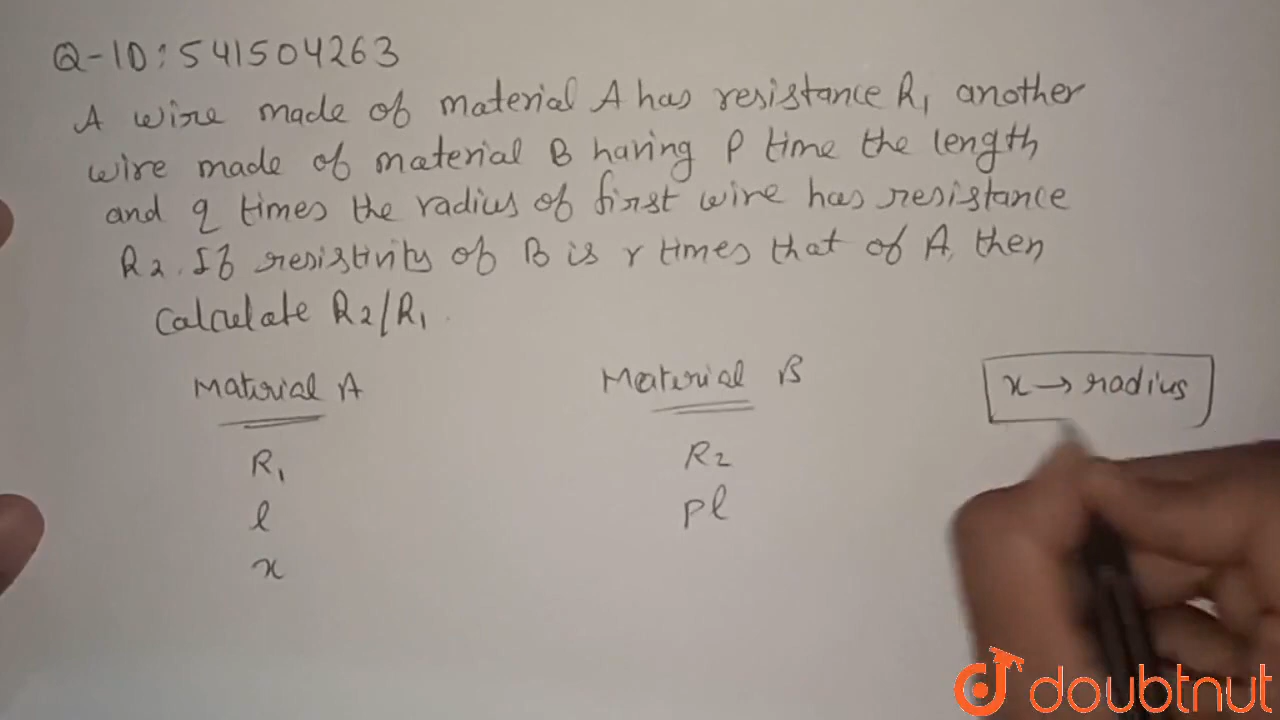 Q-ID: 541504263
A wire made of material A has resistance R₁ another
wire made of material B having P time the length
and q times the radius of first wire has resistance
R₂. If resistivity of B is r times that of A, then
calculate R₂/R₁.
Material A
Material B
x → radius
R₁
R₂
l
pl
x
doubtnut